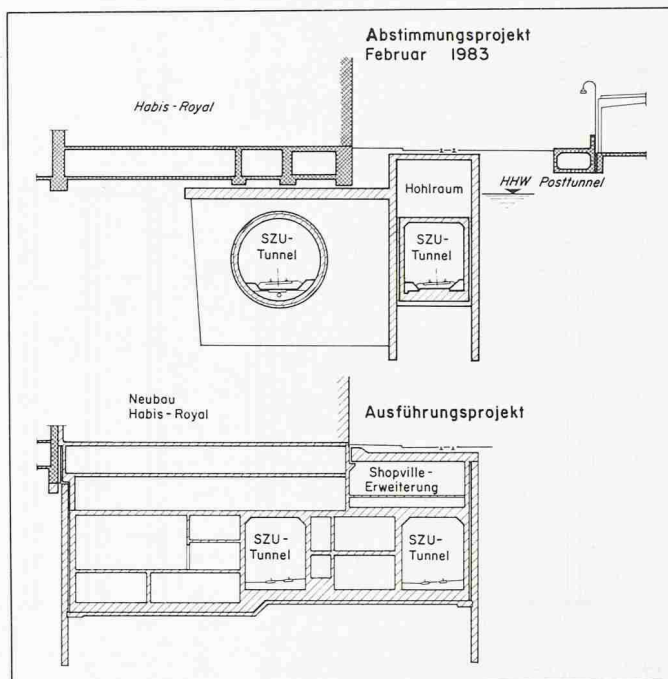 Abstimmungsprojekt
Februar 1983
Habis-Royal
Hohlraum
HHW Posttunnel
SZU-
Tunnel
SZU-
Tunnel
Neubau
Habis-Royal
Ausführungsprojekt
Shopville-
Erweiterung
SZU-
Tunnel
SZU-
Tunnel